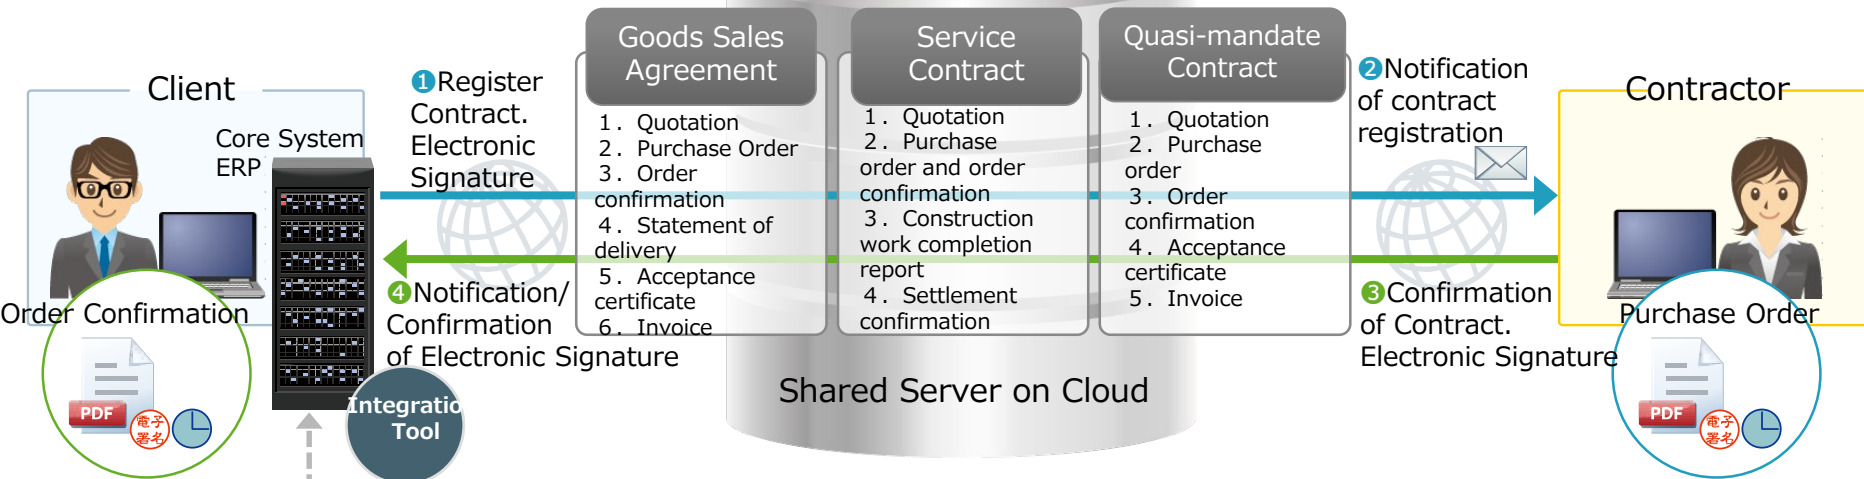 Client
Core System
ERP
Order Confirmation
PDF
電子
署名
Integratio
Tool
❶Register
Contract.
Electronic
Signature
❹Notification/
Confirmation
of Electronic Signature
Goods Sales
Agreement
1. Quotation
2. Purchase Order
3. Order
confirmation
4. Statement of
delivery
5. Acceptance
certificate
6. Invoice
Service
Contract
1. Quotation
2. Purchase
order and order
confirmation
3. Construction
work completion
report
4. Settlement
confirmation
Quasi-mandate
Contract
1. Quotation
2. Purchase
order
3. Order
confirmation
4. Acceptance
certificate
5. Invoice
Shared Server on Cloud
❷Notification
of contract
registration
❸Confirmation
of Contract.
Electronic Signature
Contractor
Purchase Order
PDF
電子
署名